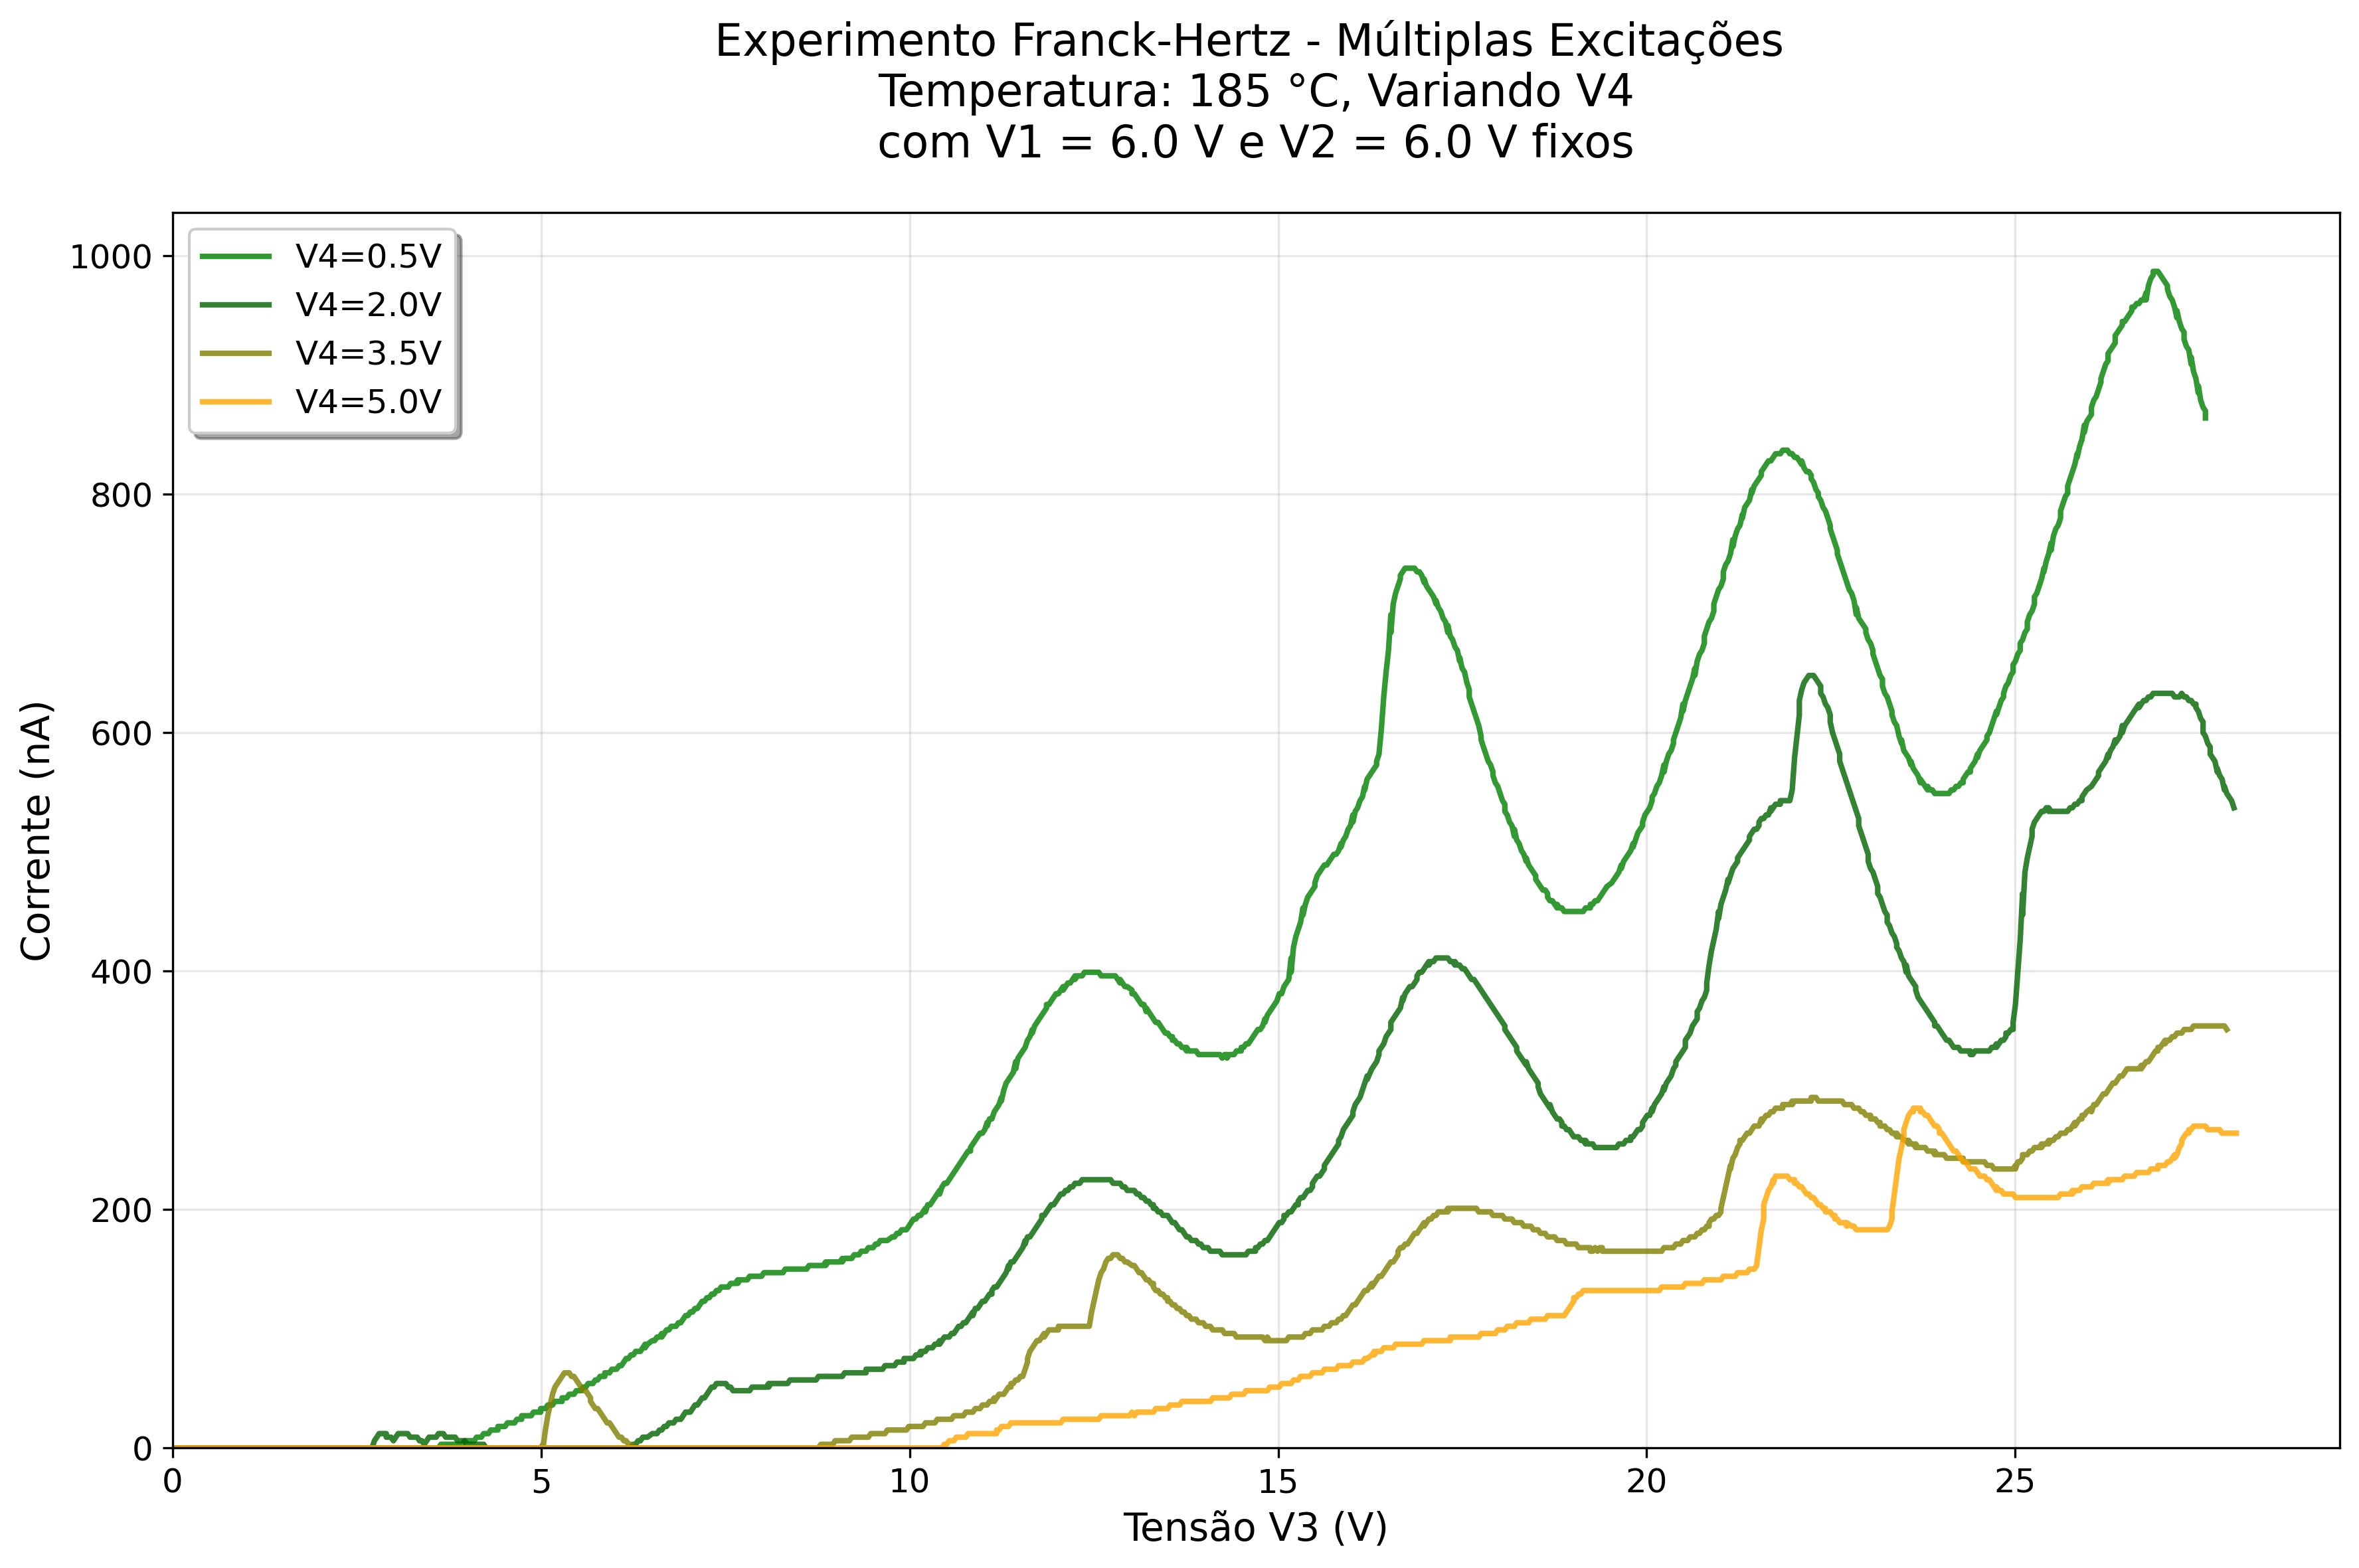 Experimento Franck-Hertz - Múltiplas Excitações
Temperatura: 185 °C, Variando V4
com V1 = 6.0 V e V2 = 6.0 V fixos
V4=0.5V
V4=2.0V
V4=3.5V
V4=5.0V
1000
800
600
400
200
0
Corrente (nA)
0
5
10
15
20
25
Tensão V3 (V)